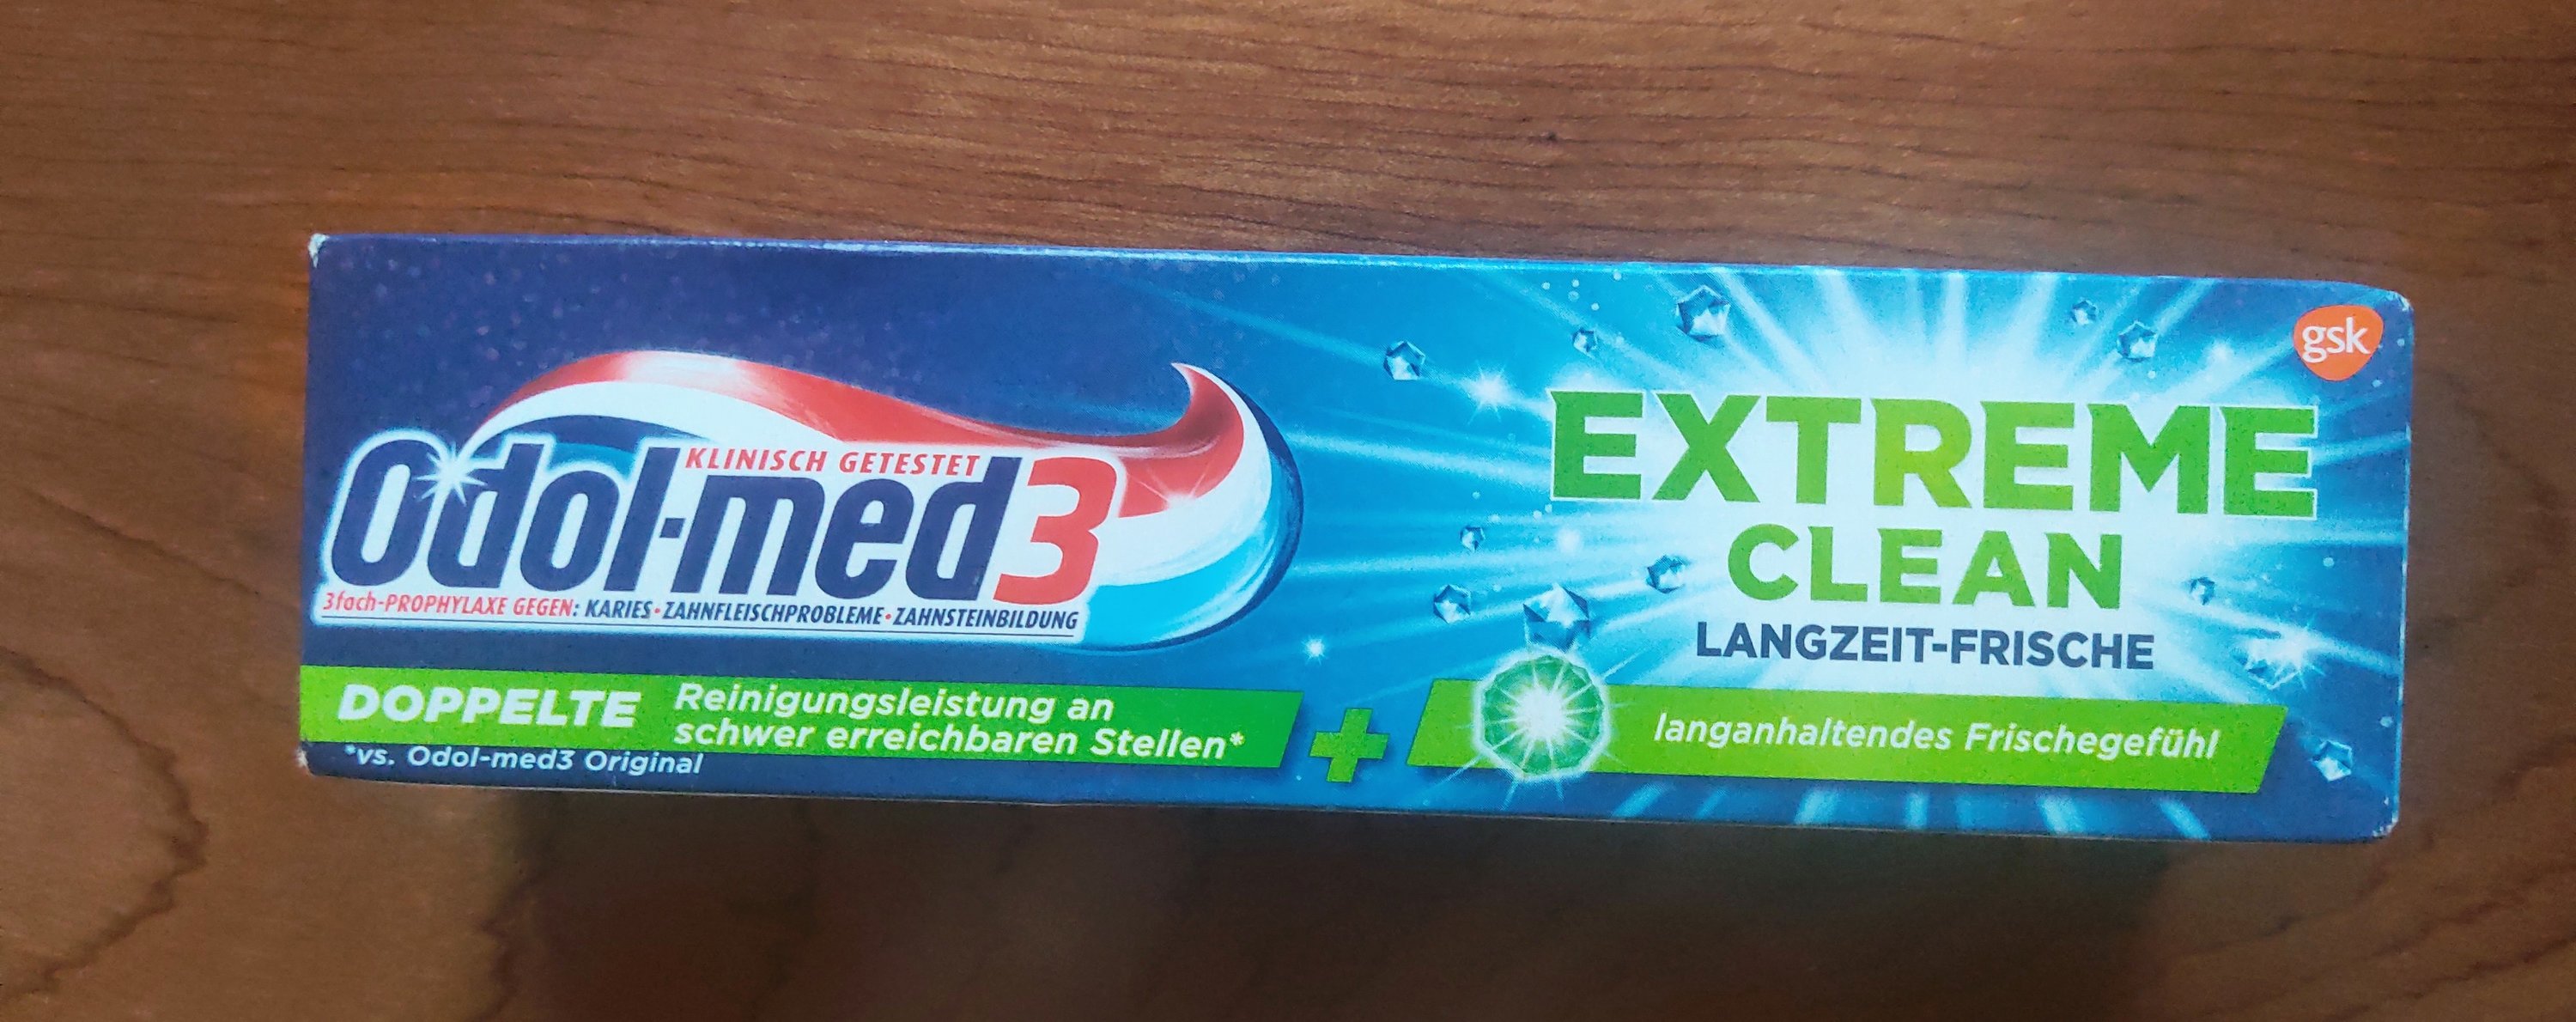 KLINISCH GETESTET
Odol-med3
3fach-PROPHYLAXE GEGEN: KARIES • ZAHNFLEISCHPROBLEME • ZAHNSTEINBILDUNG
DOPPELTE Reinigungsleistung an
schwer erreichbaren Stellen*
*vs. Odol-med3 Original
gsk
EXTREME
CLEAN
LANGZEIT-FRISCHE
+
langanhaltendes Frischegefühl